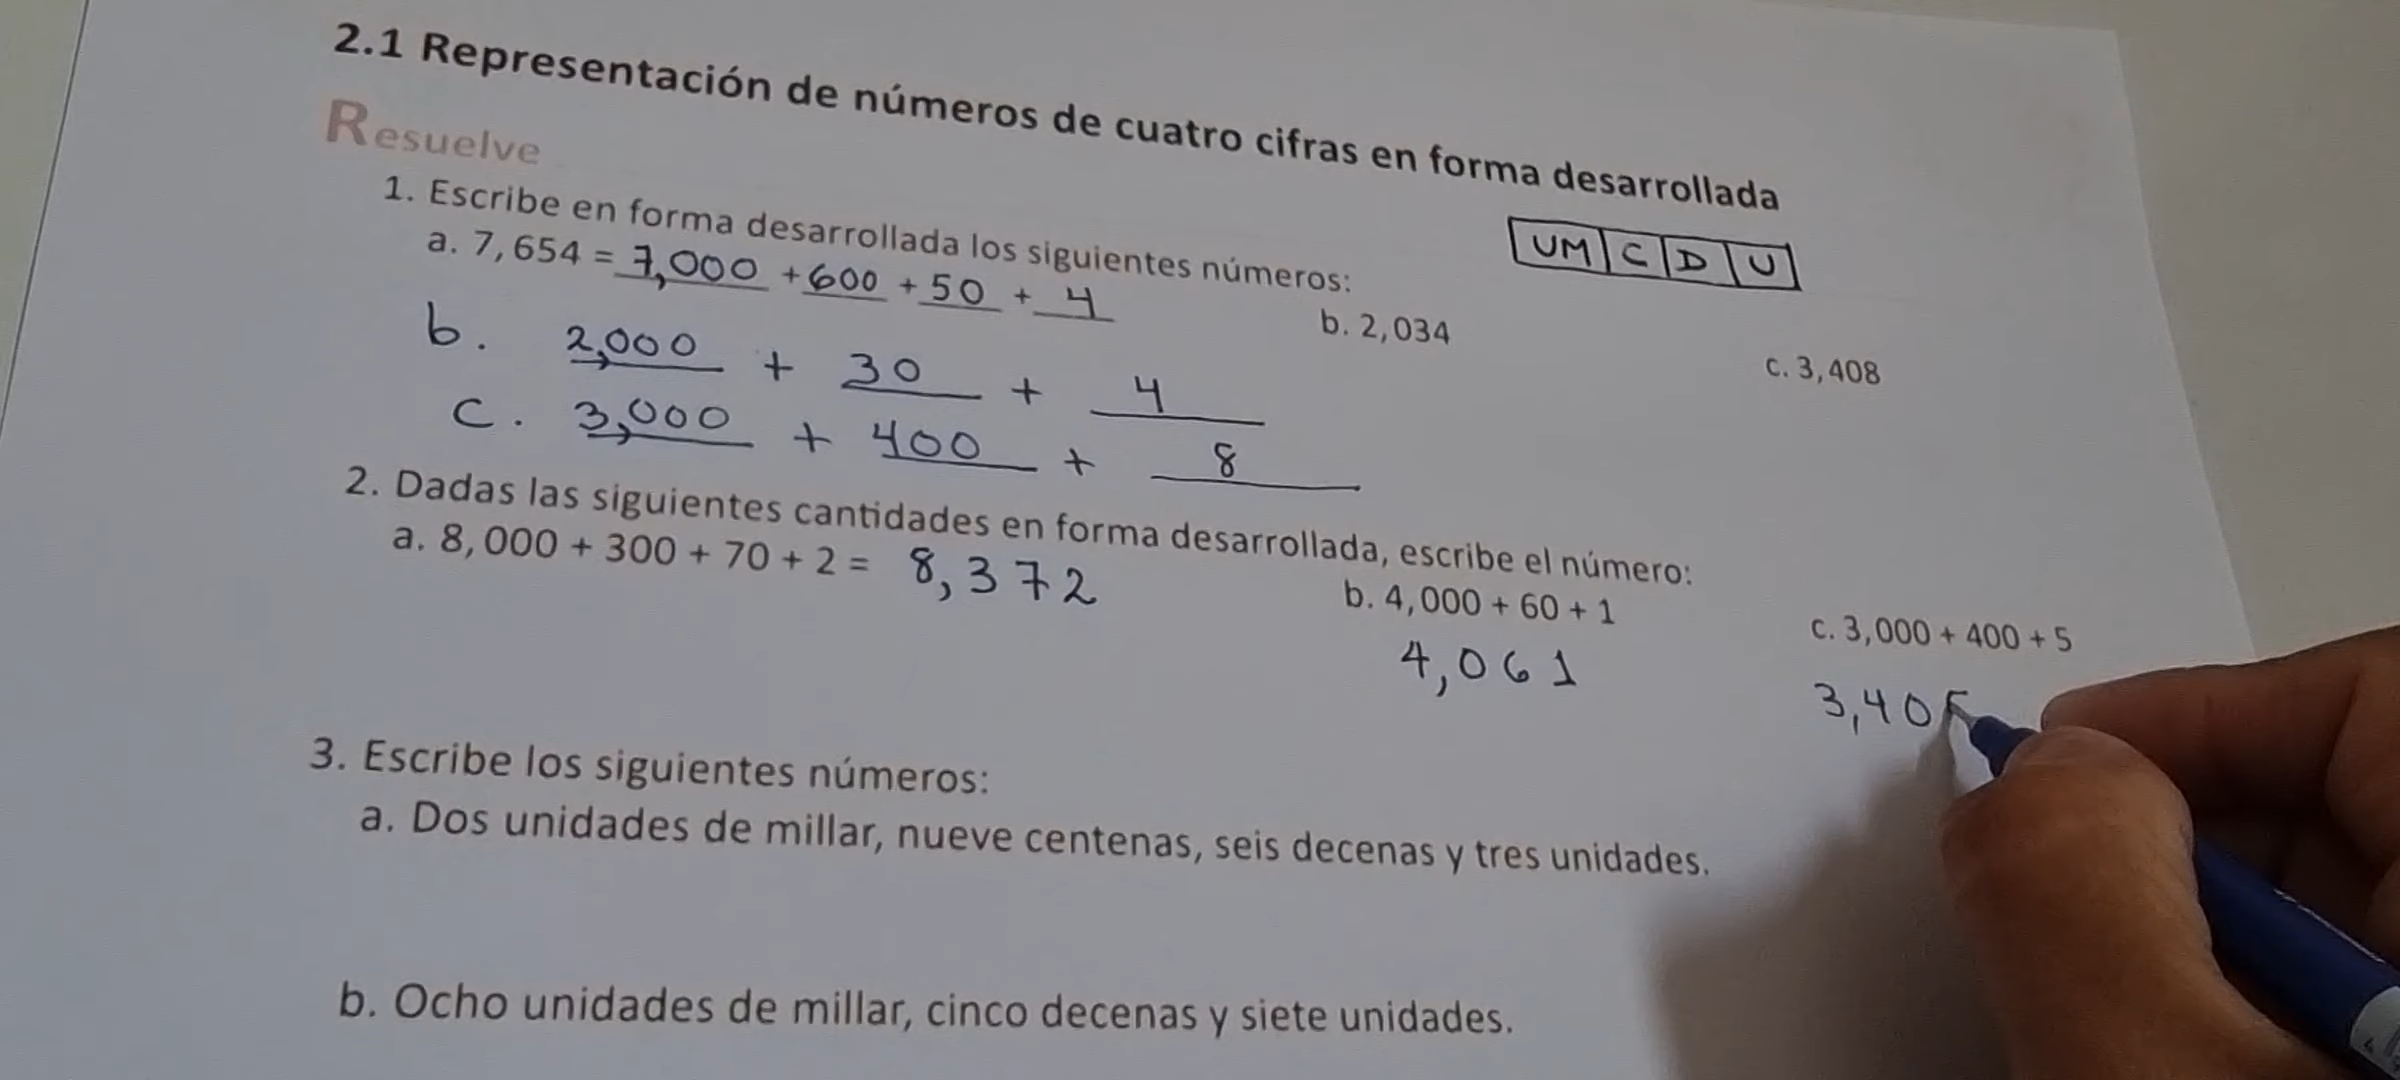 2.1 Representación de números de cuatro cifras en forma desarrollada
Resuelve
UM C D U
1. Escribe en forma desarrollada los siguientes números:
a. 7,654 = 7,000 + 600 + 50 + 4
b. 2,034
c. 3,408
b. 2,000 + 30 + 4
c. 3,000 + 400 + 8
2. Dadas las siguientes cantidades en forma desarrollada, escribe el número:
a. 8,000 + 300 + 70 + 2 = 8,372
b. 4,000 + 60 + 1
c. 3,000 + 400 + 5
4,061
3,405
3. Escribe los siguientes números:
a. Dos unidades de millar, nueve centenas, seis decenas y tres unidades.
b. Ocho unidades de millar, cinco decenas y siete unidades.